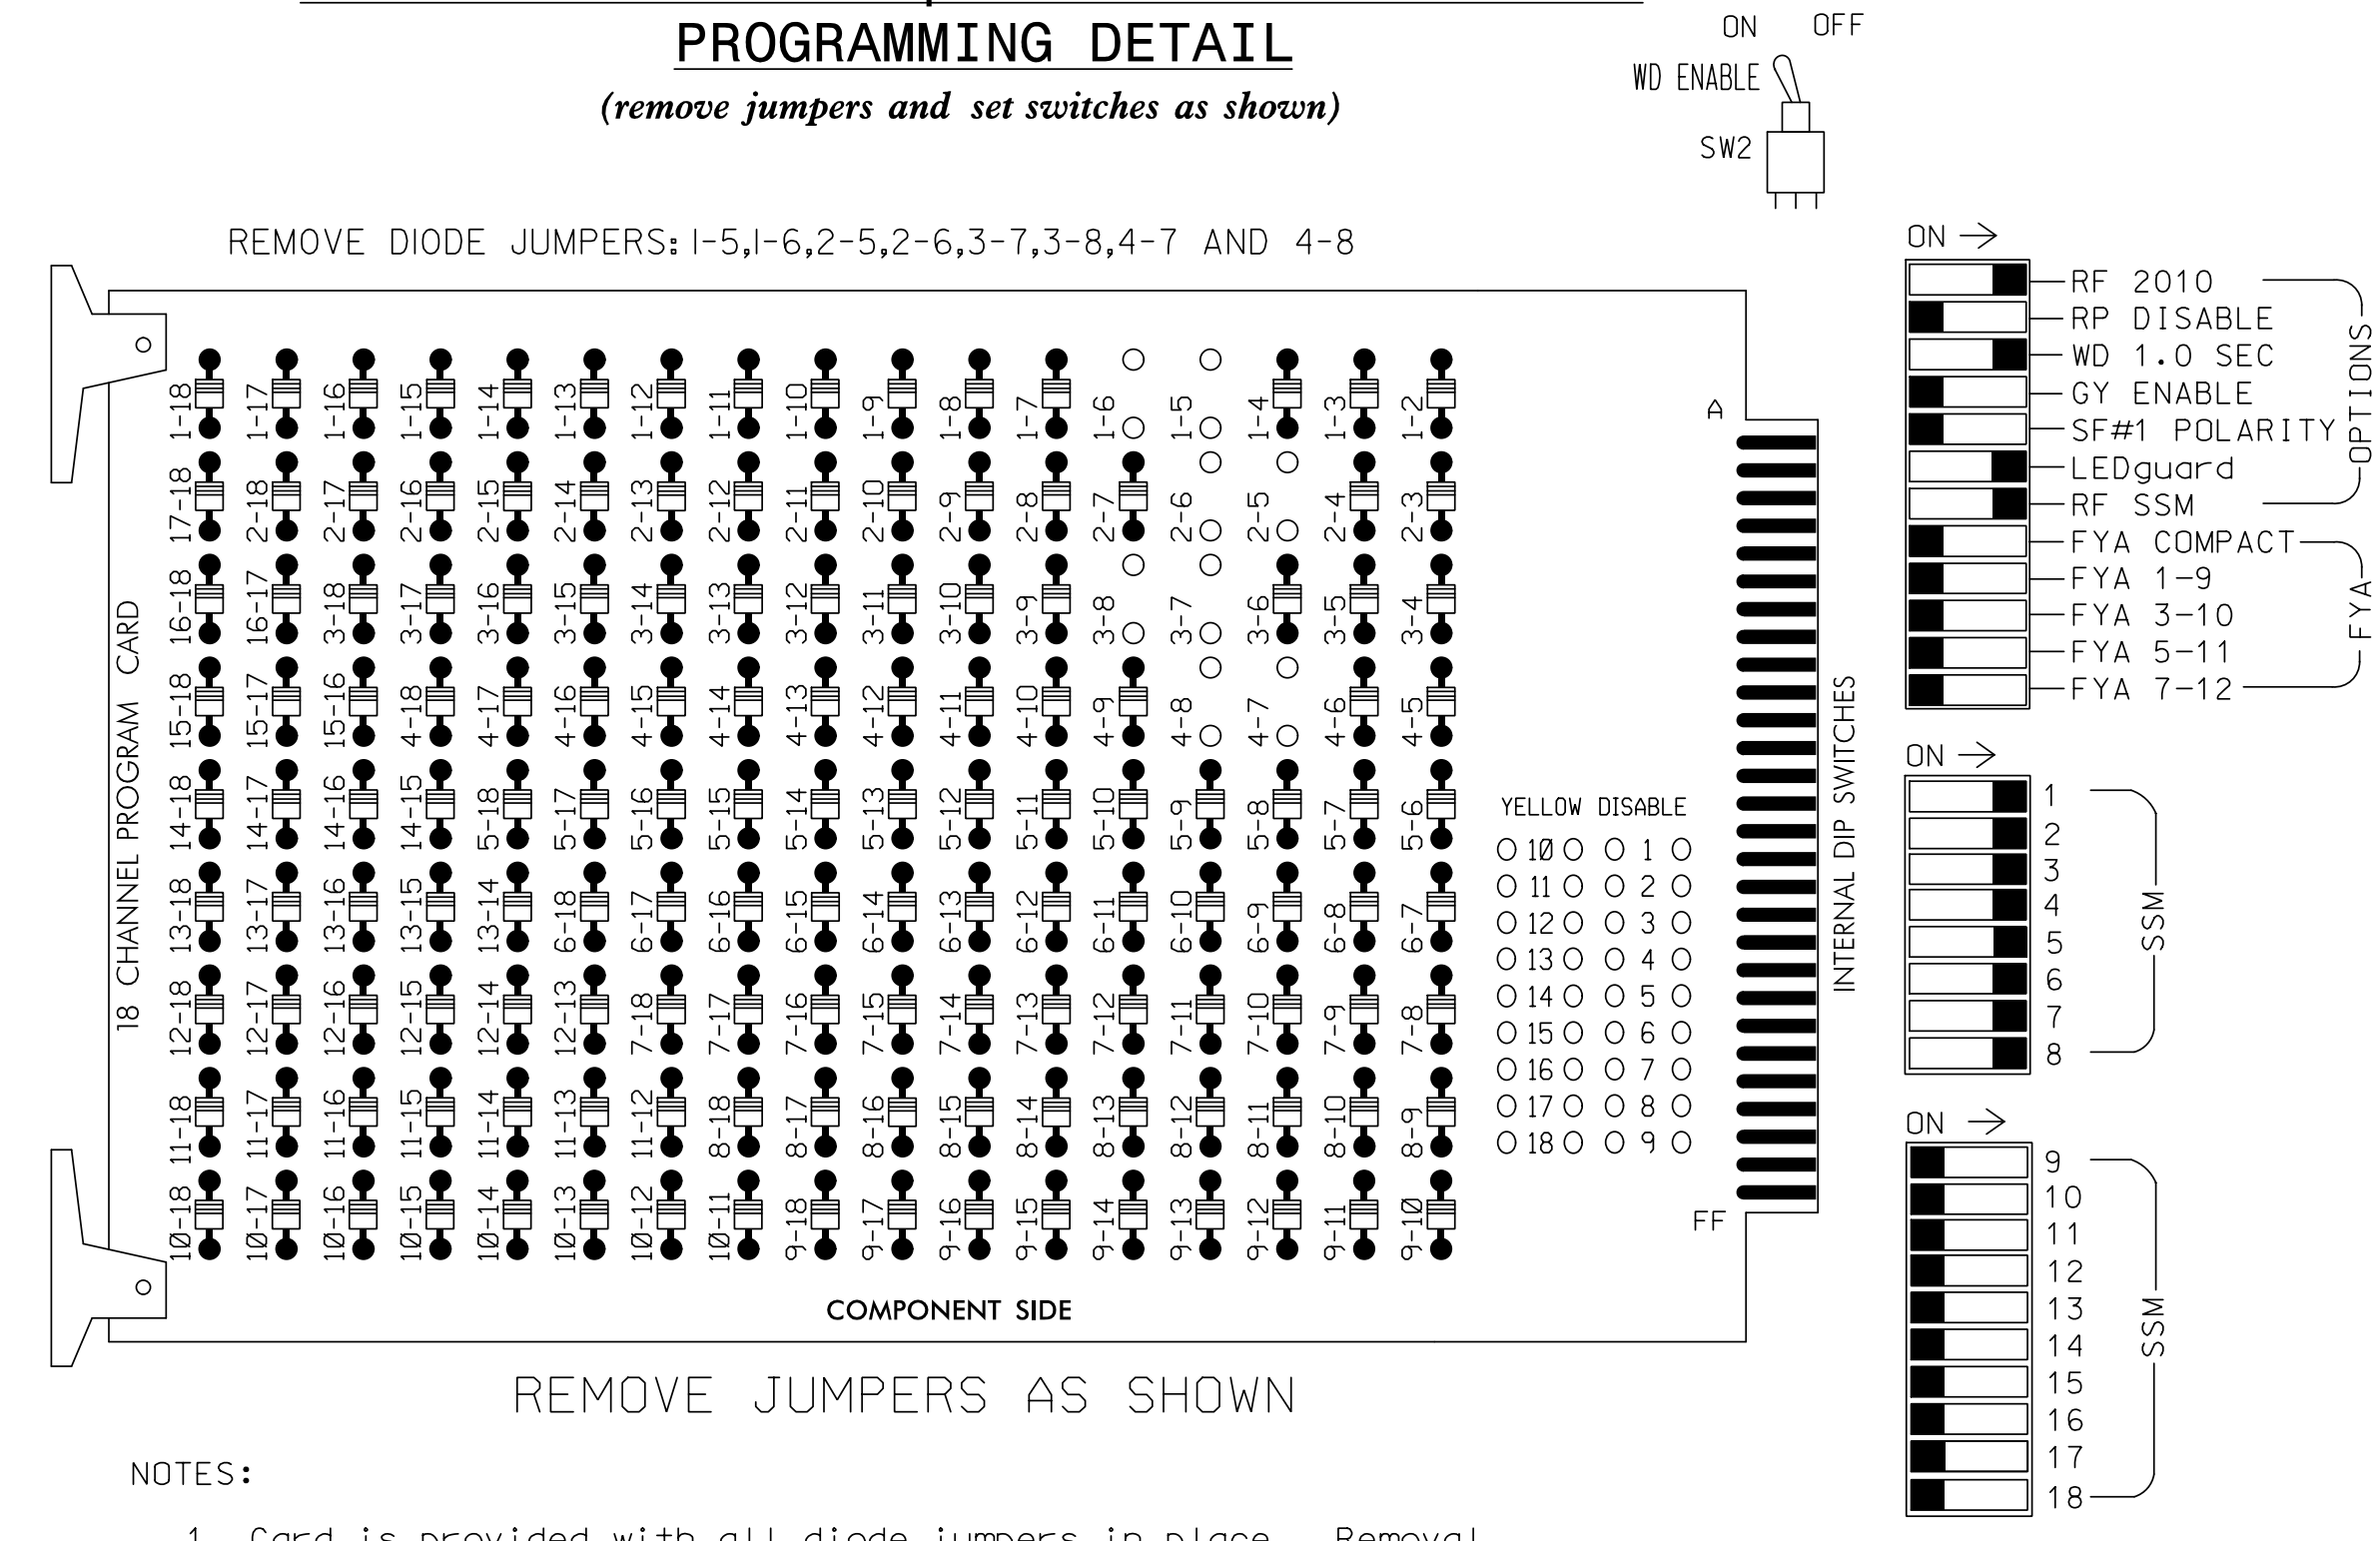 PROGRAMMING DETAIL
(remove jumpers and set switches as shown)
ON OFF
WD ENABLE
SW2
REMOVE DIODE JUMPERS: 1-5,1-6,2-5,2-6,3-7,3-8,4-7 AND 4-8
18 CHANNEL PROGRAM CARD
1-18 1-17 1-16 1-15 1-14 1-13 1-12 1-11 1-10 1-9 1-8 1-7 1-6 1-5 1-4 1-3 1-2
17-18 2-18 2-17 2-16 2-15 2-14 2-13 2-12 2-11 2-10 2-9 2-8 2-7 2-6 2-5 2-4 2-3
16-18 16-17 3-18 3-17 3-16 3-15 3-14 3-13 3-12 3-11 3-10 3-9 3-8 3-7 3-6 3-5 3-4
15-18 15-17 15-16 4-18 4-17 4-16 4-15 4-14 4-13 4-12 4-11 4-10 4-9 4-8 4-7 4-6 4-5
14-18 14-17 14-16 14-15 5-18 5-17 5-16 5-15 5-14 5-13 5-12 5-11 5-10 5-9 5-8 5-7 5-6
13-18 13-17 13-16 13-15 13-14 6-18 6-17 6-16 6-15 6-14 6-13 6-12 6-11 6-10 6-9 6-8 6-7
12-18 12-17 12-16 12-15 12-14 12-13 7-18 7-17 7-16 7-15 7-14 7-13 7-12 7-11 7-10 7-9 7-8
11-18 11-17 11-16 11-15 11-14 11-13 11-12 8-18 8-17 8-16 8-15 8-14 8-13 8-12 8-11 8-10 8-9
10-18 10-17 10-16 10-15 10-14 10-13 10-12 10-11 9-18 9-17 9-16 9-15 9-14 9-13 9-12 9-11 9-10
COMPONENT SIDE
YELLOW DISABLE
10 1
11 2
12 3
13 4
14 5
15 6
16 7
17 8
18 9
A
FF
INTERNAL DIP SWITCHES
ON
RF 2010
RP DISABLE
WD 1.0 SEC
GY ENABLE
SF#1 POLARITY
LEDguard
RF SSM
OPTIONS
FYA COMPACT
FYA 1-9
FYA 3-10
FYA 5-11
FYA 7-12
FYA
ON
1
2
3
4
5
6
7
8
SSM
ON
9
10
11
12
13
14
15
16
17
18
SSM
REMOVE JUMPERS AS SHOWN
NOTES:
1. Card is provided with all diode jumpers in place. Removal